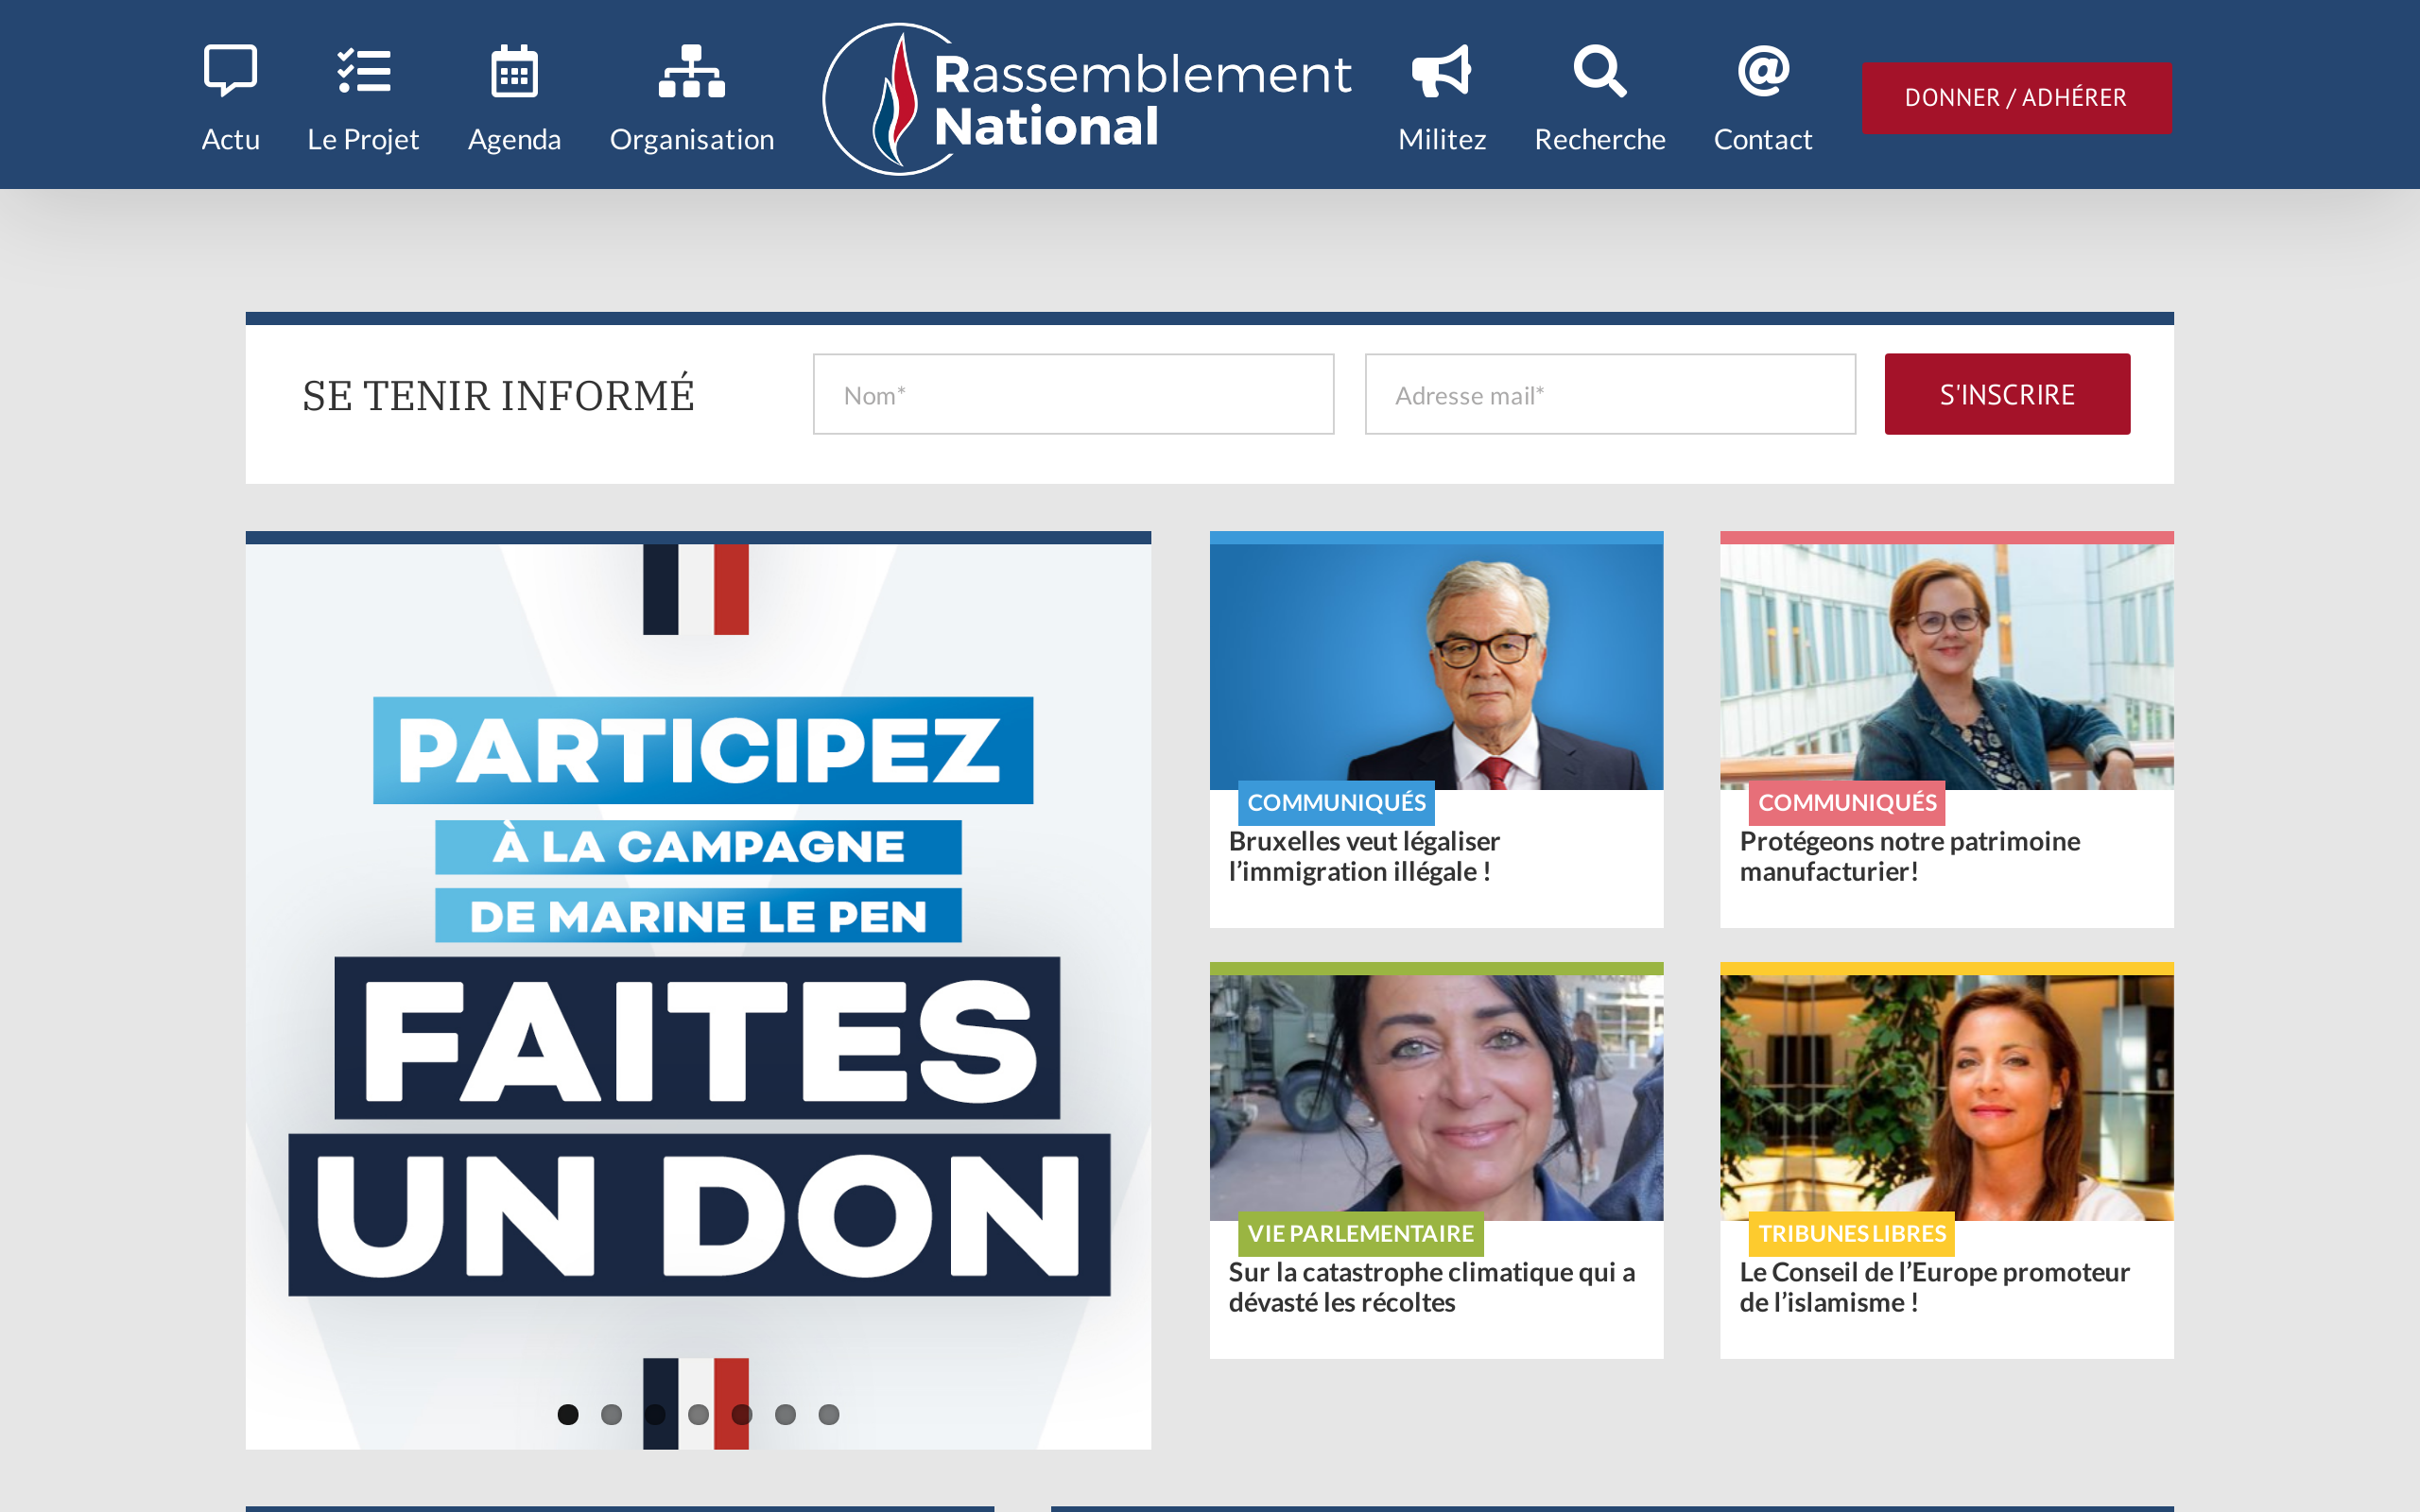 Actu
Le Projet
Agenda
Organisation
Rassemblement
National
Militez
Recherche
Contact
DONNER / ADHÉRER
SE TENIR INFORMÉ
Nom*
Adresse mail*
S'INSCRIRE
PARTICIPEZ
À LA CAMPAGNE
DE MARINE LE PEN
FAITES
UN DON
COMMUNIQUÉS
Bruxelles veut légaliser
l’immigration illégale !
COMMUNIQUÉS
Protégeons notre patrimoine
manufacturier!
VIE PARLEMENTAIRE
Sur la catastrophe climatique qui a
dévasté les récoltes
TRIBUNES LIBRES
Le Conseil de l’Europe promoteur
de l’islamisme !